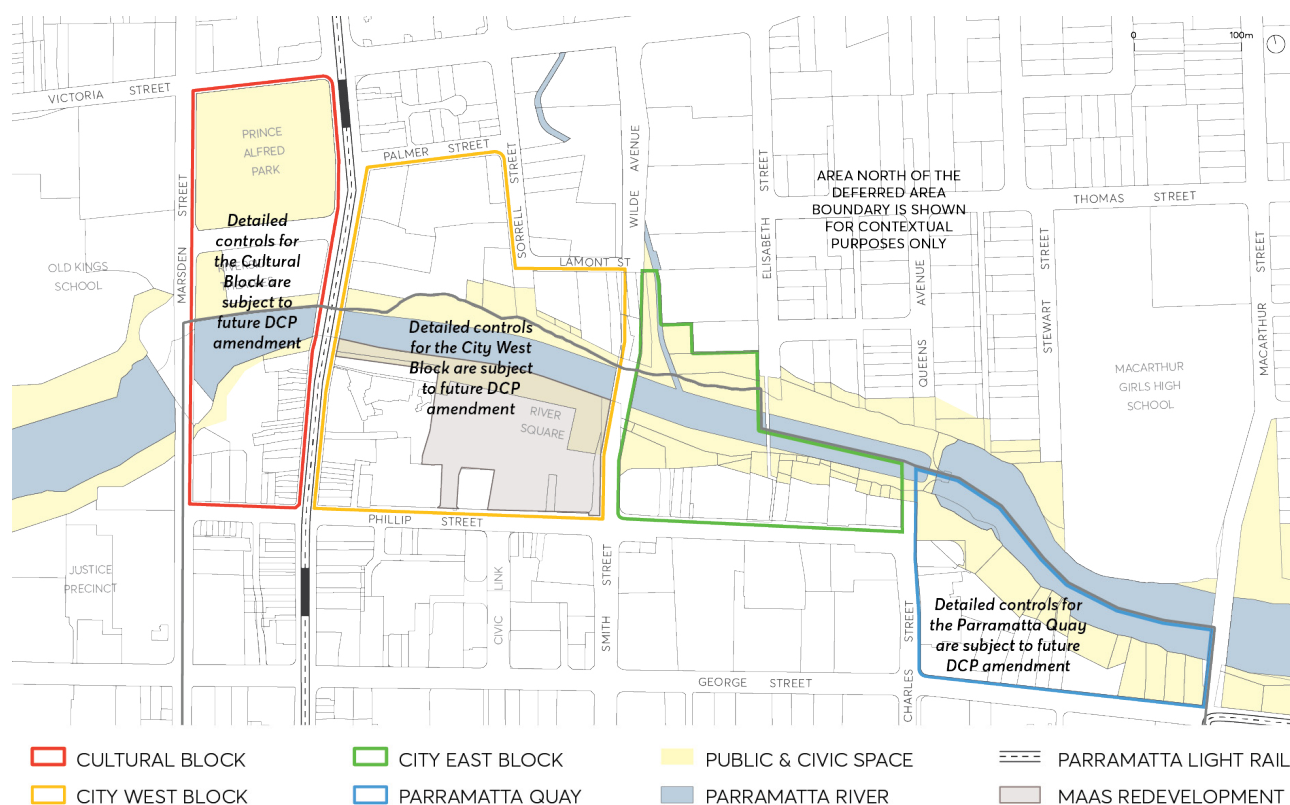 0 100m
VICTORIA STREET
PRINCE
ALFRED
PARK
PALMER STREET
SORRELL STREET
WILDE AVENUE
ELISABETH STREET
AREA NORTH OF THE
DEFERRED AREA
BOUNDARY IS SHOWN
FOR CONTEXTUAL
PURPOSES ONLY
THOMAS STREET
MARSDEN STREET
OLD KINGS
SCHOOL
Detailed
controls for
the Cultural
Block are
subject to
future DCP
amendment
LAMONT ST
QUEENS AVENUE
STEWART STREET
MACARTHUR STREET
Detailed controls
for the City West
Block are subject
to future DCP
amendment
RIVER
SQUARE
MACARTHUR
GIRLS HIGH
SCHOOL
PHILLIP STREET
JUSTICE
PRECINCT
CIVIC LINK
SMITH STREET
CHARLES STREET
Detailed controls for
the Parramatta Quay
are subject to future
DCP amendment
GEORGE STREET
CULTURAL BLOCK
CITY EAST BLOCK
PUBLIC & CIVIC SPACE
PARRAMATTA LIGHT RAIL
CITY WEST BLOCK
PARRAMATTA QUAY
PARRAMATTA RIVER
MAAS REDEVELOPMENT